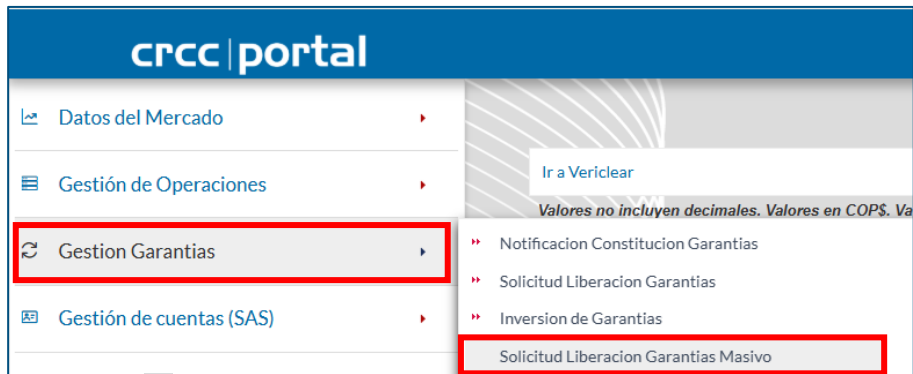 crcc|portal
Datos del Mercado
Ir a Vericlear
Gestión de Operaciones
Valores no incluyen decimales. Valores en COP$. Va
Gestion Garantias
Notificacion Constitucion Garantias
Solicitud Liberacion Garantias
Inversion de Garantias
Solicitud Liberacion Garantias Masivo
Gestión de cuentas (SAS)